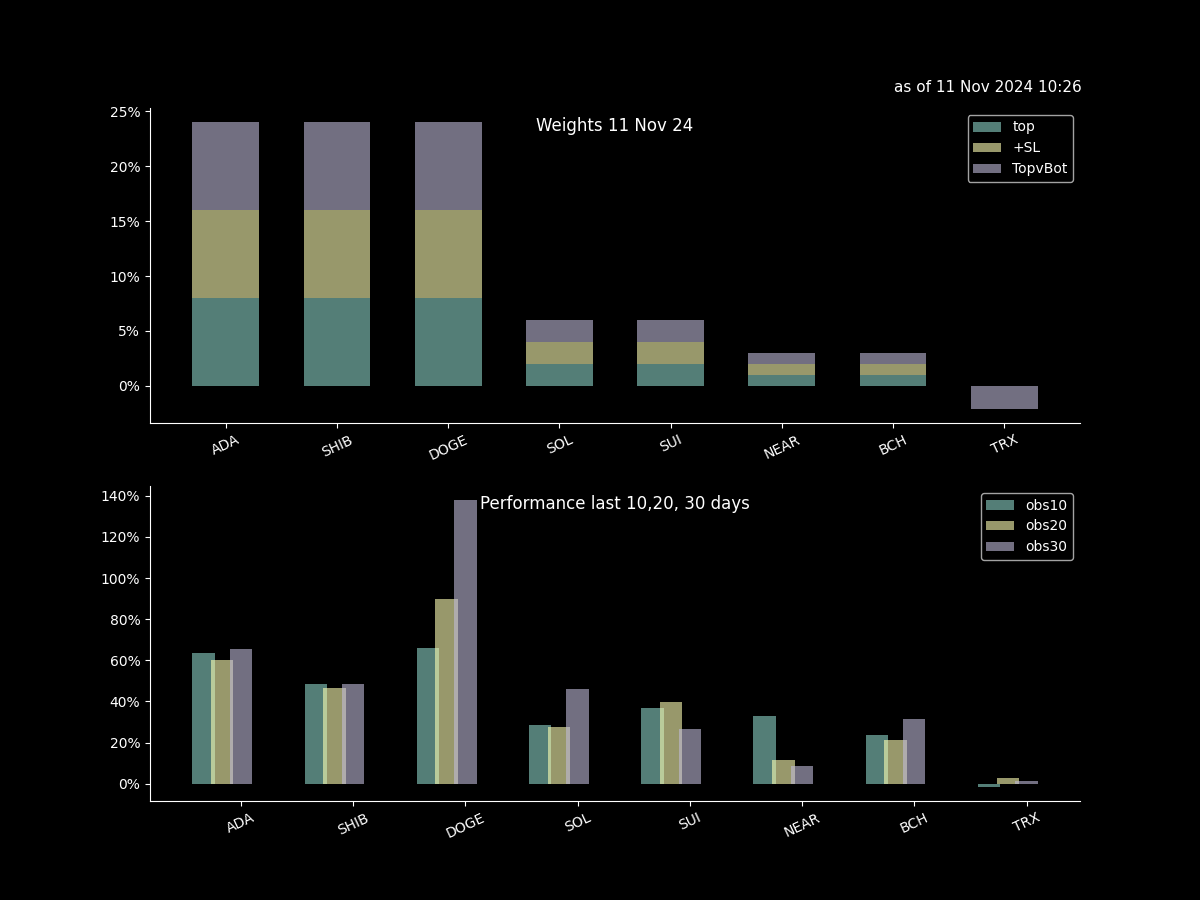 as of 11 Nov 2024 10:26
Weights 11 Nov 24
top
+SL
TopvBot
25%
20%
15%
10%
5%
0%
ADA SHIB DOGE SOL SUI NEAR BCH TRX
Performance last 10,20, 30 days
obs10
obs20
obs30
140%
120%
100%
80%
60%
40%
20%
0%
ADA SHIB DOGE SOL SUI NEAR BCH TRX